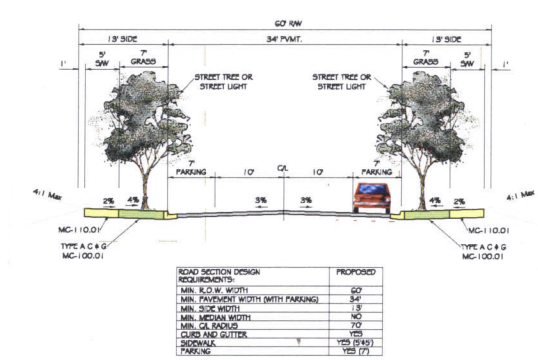 60' R/W
13' SIDE 34' PVMT. 13' SIDE
1' 5' S/W 7' GRASS 7' GRASS 5' S/W 1'
STREET TREE OR
STREET LIGHT
STREET TREE OR
STREET LIGHT
7' PARKING 10' C/L 10' 7' PARKING
4:1 Max 2% 4% 3% 3% 4% 2% 4:1 Max
MC-110.01
TYPE A C & G
MC-100.01
MC-110.01
TYPE A C & G
MC-100.01
ROAD SECTION DESIGN REQUIREMENTS: PROPOSED
MIN. R.O.W. WIDTH 60'
MIN. PAVEMENT WIDTH (WITH PARKING) 34'
MIN. SIDE WIDTH 13'
MIN. MEDIAN WIDTH NO
MIN. C/L RADIUS 70'
CURB AND GUTTER YES
SIDEWALK YES (5'&5')
PARKING YES (7')